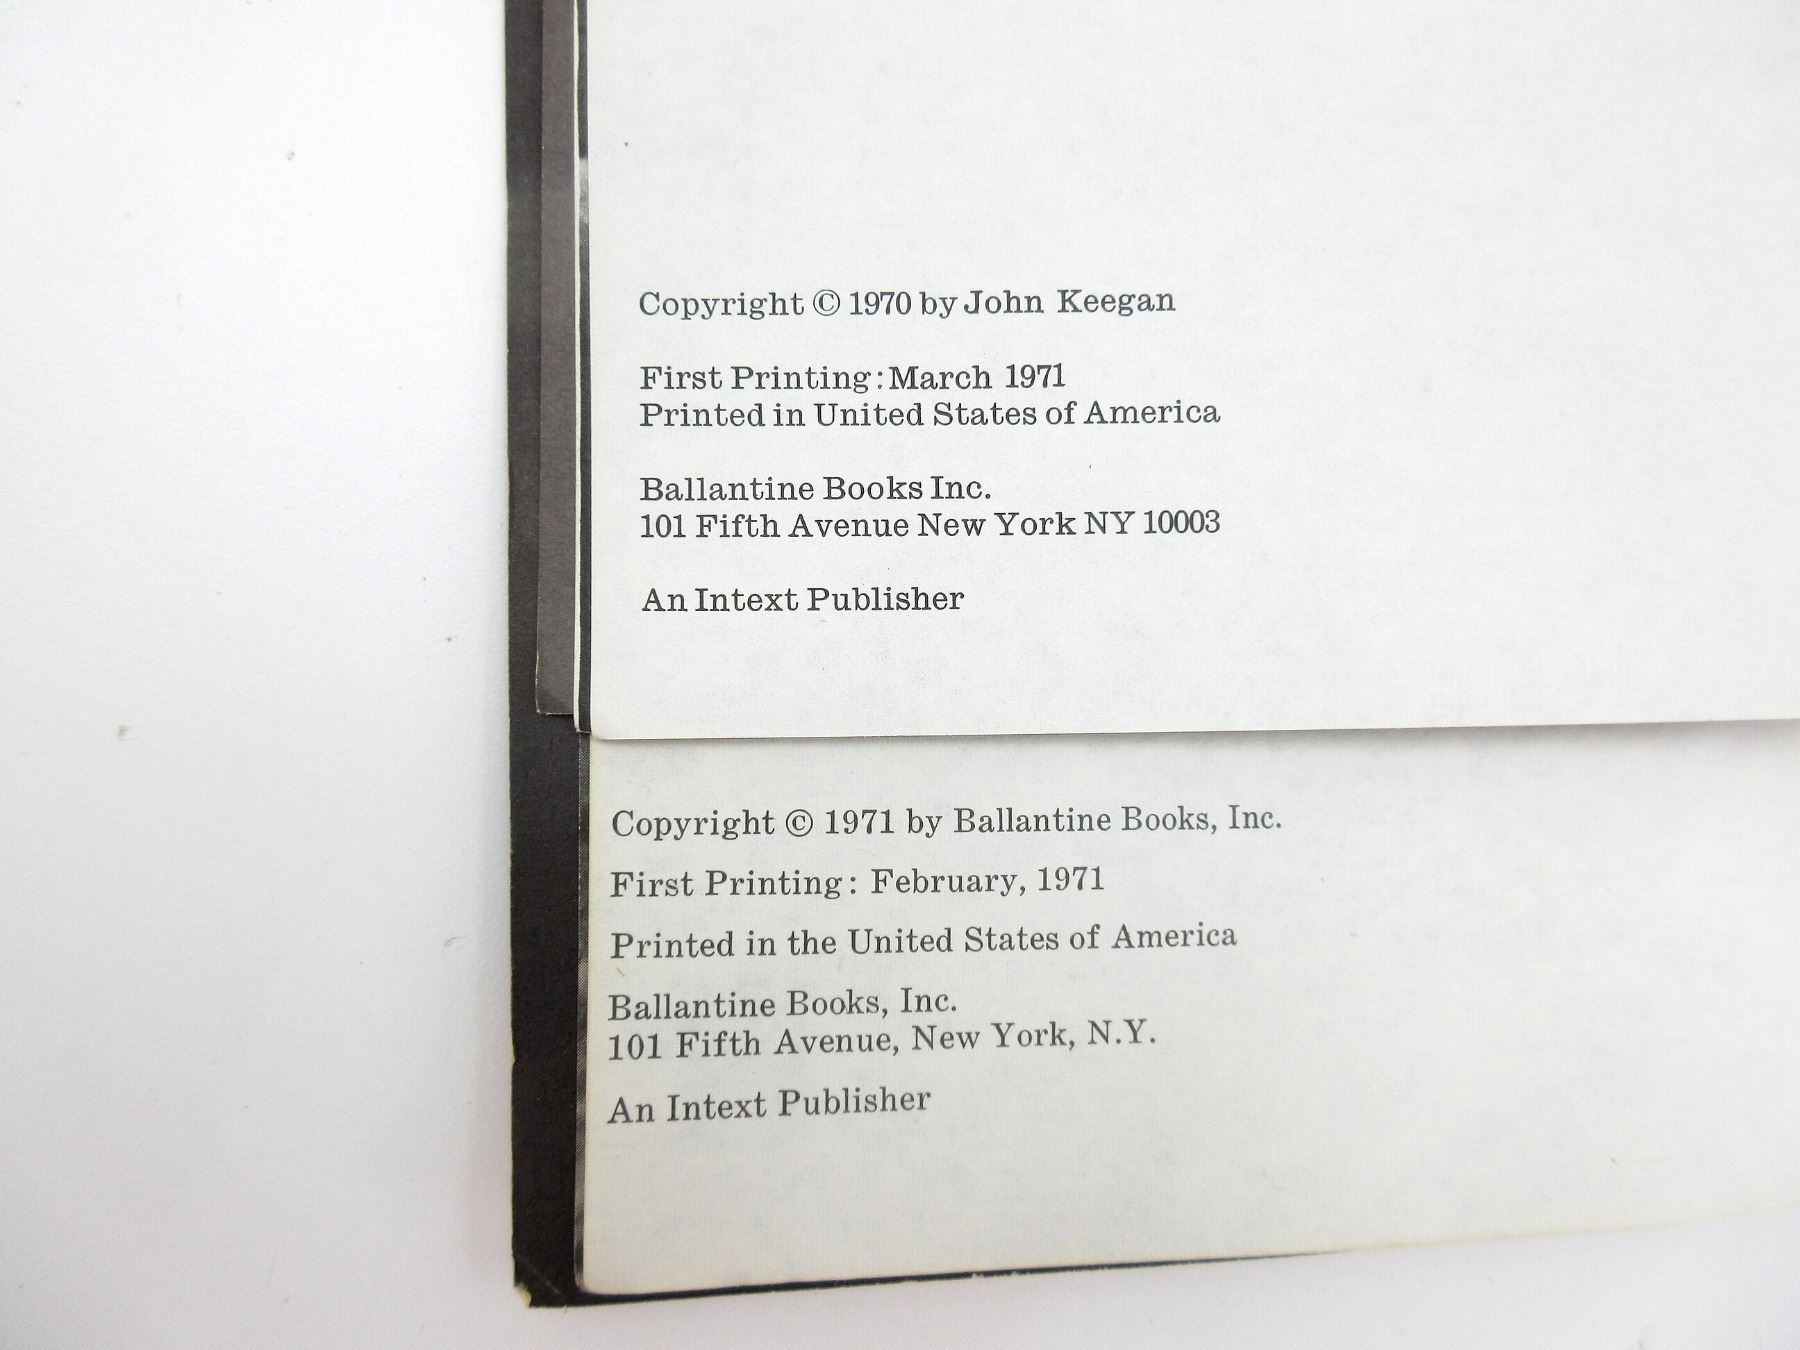 Copyright © 1970 by John Keegan
First Printing: March 1971
Printed in United States of America
Ballantine Books Inc.
101 Fifth Avenue New York NY 10003
An Intext Publisher
Copyright © 1971 by Ballantine Books, Inc.
First Printing: February, 1971
Printed in the United States of America
Ballantine Books, Inc.
101 Fifth Avenue, New York, N.Y.
An Intext Publisher